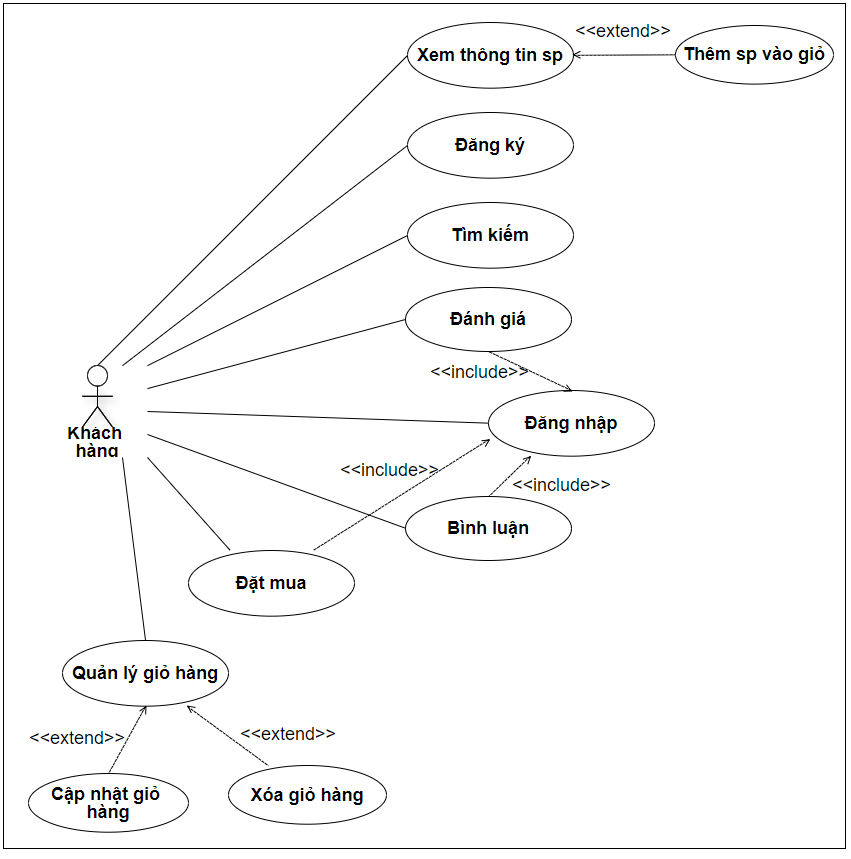 <<extend>>
Xem thông tin sp
Thêm sp vào giỏ
Đăng ký
Tìm kiếm
Đánh giá
<<include>>
Khách
hàng
Đăng nhập
<<include>>
<<include>>
Bình luận
Đặt mua
Quản lý giỏ hàng
<<extend>>
<<extend>>
Cập nhật giỏ
hàng
Xóa giỏ hàng